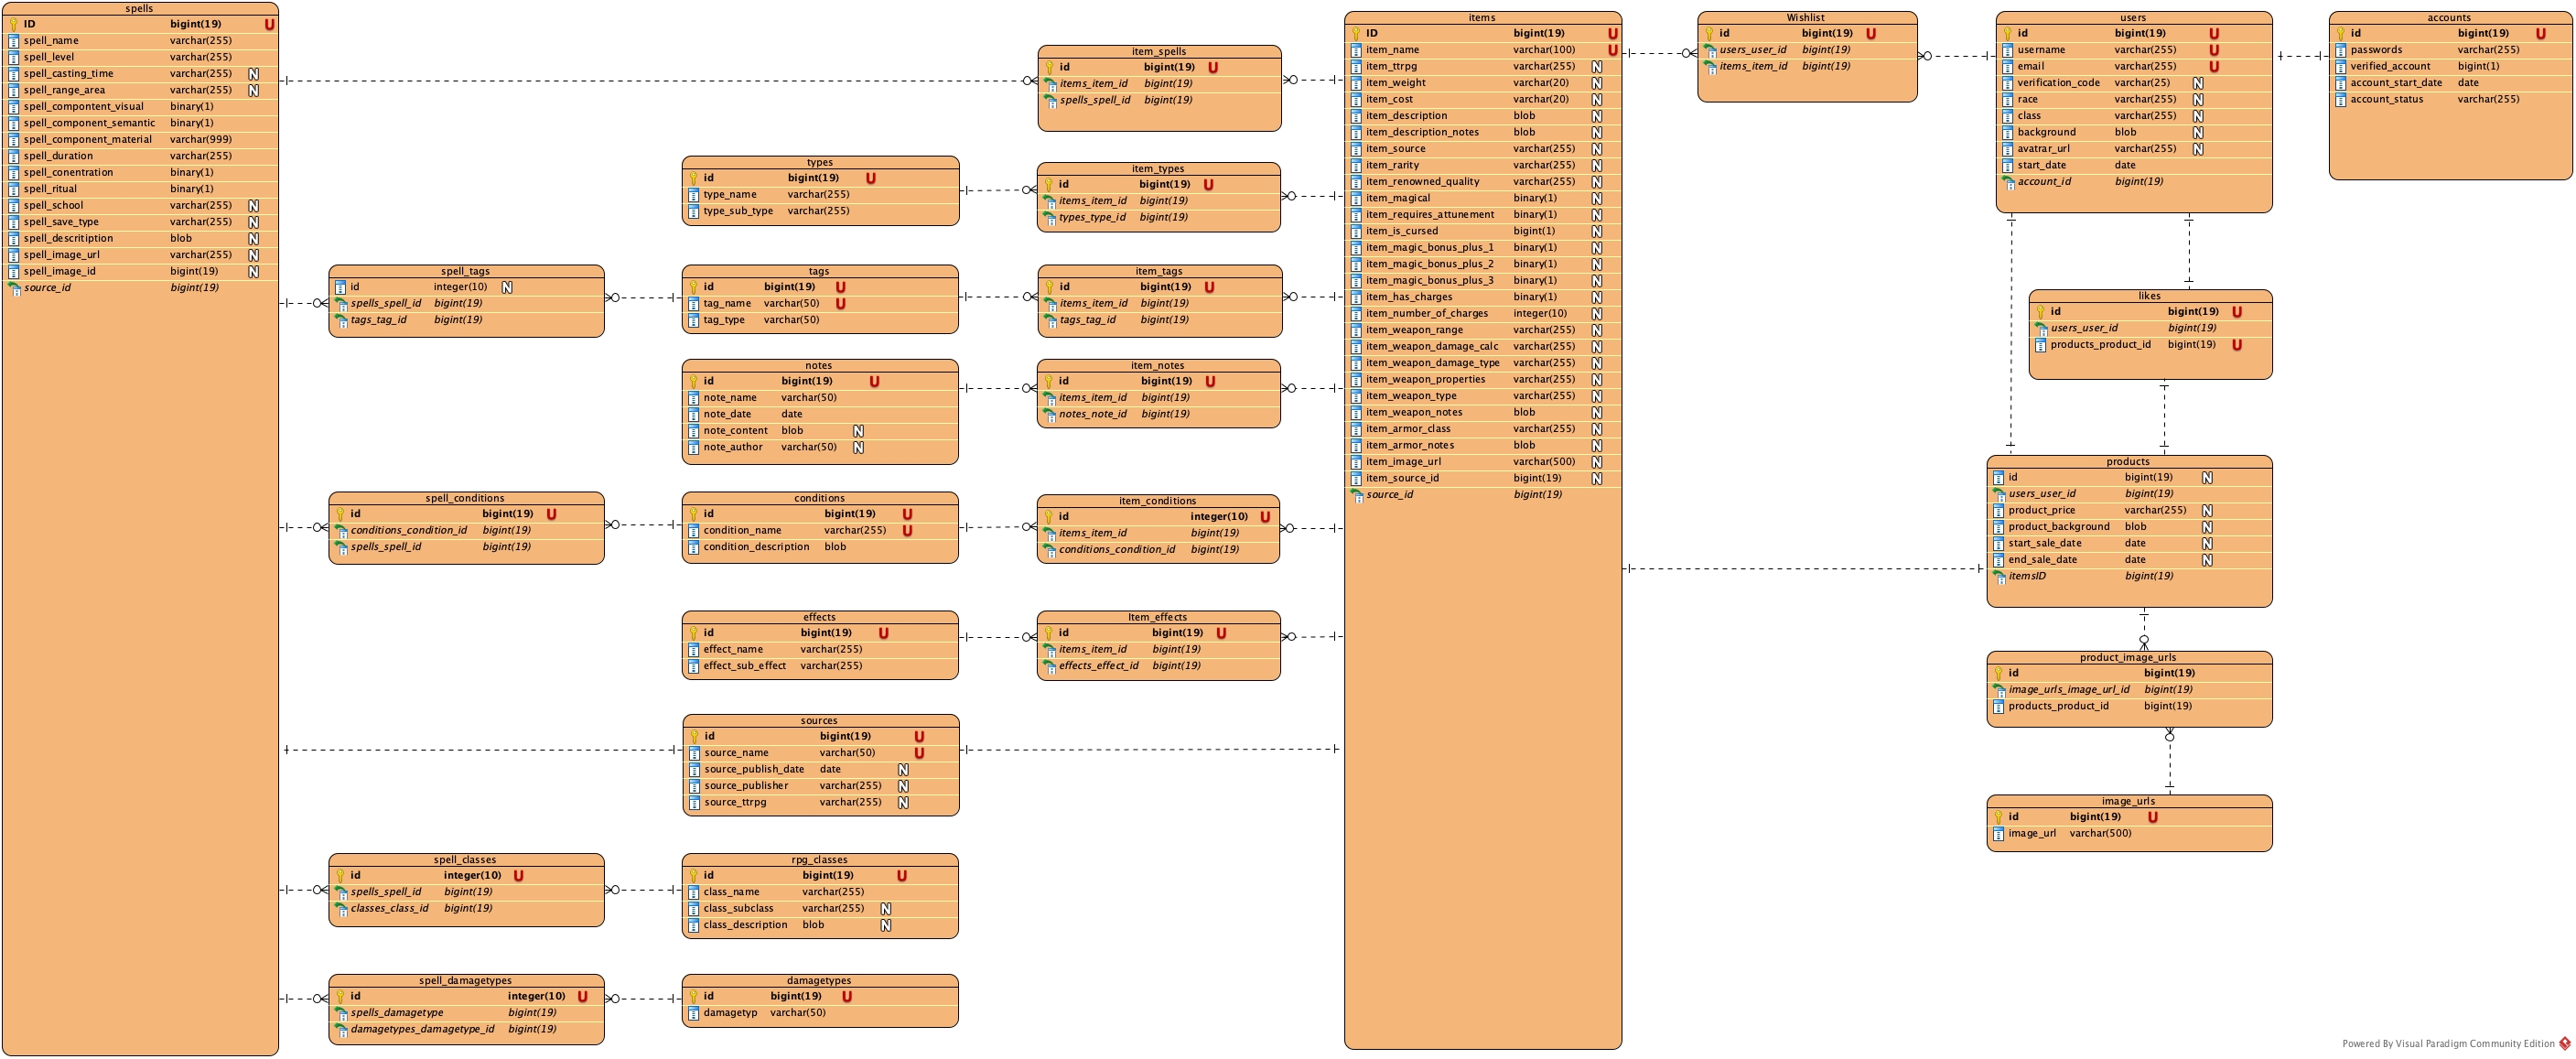 spells
ID bigint(19) U
spell_name varchar(255)
spell_level varchar(255)
spell_casting_time varchar(255) N
spell_range_area varchar(255) N
spell_compontent_visual binary(1)
spell_component_semantic binary(1)
spell_component_material varchar(999)
spell_duration varchar(255)
spell_conentration binary(1)
spell_ritual binary(1)
spell_school varchar(255) N
spell_save_type varchar(255) N
spell_descritiption blob N
spell_image_url varchar(255) N
spell_image_id bigint(19) N
source_id bigint(19)
spell_tags
id integer(10) N
spells_spell_id bigint(19)
tags_tag_id bigint(19)
spell_conditions
id bigint(19) U
conditions_condition_id bigint(19)
spells_spell_id bigint(19)
spell_classes
id integer(10) U
spells_spell_id bigint(19)
classes_class_id bigint(19)
spell_damagetypes
id integer(10) U
spells_damagetype bigint(19)
damagetypes_damagetype_id bigint(19)
types
id bigint(19) U
type_name varchar(255)
type_sub_type varchar(255)
tags
id bigint(19) U
tag_name varchar(50) U
tag_type varchar(50)
notes
id bigint(19) U
note_name varchar(50)
note_date date
note_content blob N
note_author varchar(50) N
conditions
id bigint(19) U
condition_name varchar(255) U
condition_description blob
effects
id bigint(19) U
effect_name varchar(255)
effect_sub_effect varchar(255)
sources
id bigint(19) U
source_name varchar(50) U
source_publish_date date N
source_publisher varchar(255) N
source_ttrpg varchar(255) N
rpg_classes
id bigint(19) U
class_name varchar(255)
class_subclass varchar(255) N
class_description blob N
damagetypes
id bigint(19) U
damagetyp varchar(50)
item_spells
id bigint(19) U
items_item_id bigint(19)
spells_spell_id bigint(19)
item_types
id bigint(19) U
items_item_id bigint(19)
types_type_id bigint(19)
item_tags
id bigint(19) U
items_item_id bigint(19)
tags_tag_id bigint(19)
item_notes
id bigint(19) U
items_item_id bigint(19)
notes_note_id bigint(19)
item_conditions
id integer(10) U
items_item_id bigint(19)
conditions_condition_id bigint(19)
Item_effects
id bigint(19) U
items_item_id bigint(19)
effects_effect_id bigint(19)
items
ID bigint(19) U
item_name varchar(100) U
item_ttrpg varchar(255) N
item_weight varchar(20) N
item_cost varchar(20) N
item_description blob N
item_description_notes blob N
item_source varchar(255) N
item_rarity varchar(255) N
item_renowned_quality varchar(255) N
item_magical binary(1) N
item_requires_attunement binary(1) N
item_is_cursed bigint(1) N
item_magic_bonus_plus_1 binary(1) N
item_magic_bonus_plus_2 binary(1) N
item_magic_bonus_plus_3 binary(1) N
item_has_charges binary(1) N
item_number_of_charges integer(10) N
item_weapon_range varchar(255) N
item_weapon_damage_calc varchar(255) N
item_weapon_damage_type varchar(255) N
item_weapon_properties varchar(255) N
item_weapon_type varchar(255) N
item_weapon_notes blob N
item_armor_class varchar(255) N
item_armor_notes blob N
item_image_url varchar(500) N
item_source_id bigint(19) N
source_id bigint(19)
Wishlist
id bigint(19) U
users_user_id bigint(19)
items_item_id bigint(19)
users
id bigint(19) U
username varchar(255) U
email varchar(255) U
verification_code varchar(25) N
race varchar(255) N
class varchar(255) N
background blob N
avatrar_url varchar(255) N
start_date date
account_id bigint(19)
accounts
id bigint(19) U
passwords varchar(255)
verified_account bigint(1)
account_start_date date
account_status varchar(255)
likes
id bigint(19) U
users_user_id bigint(19)
products_product_id bigint(19) U
products
id bigint(19) N
users_user_id bigint(19)
product_price varchar(255) N
product_background blob N
start_sale_date date N
end_sale_date date N
itemsID bigint(19)
product_image_urls
id bigint(19)
image_urls_image_url_id bigint(19)
products_product_id bigint(19)
image_urls
id bigint(19) U
image_url varchar(500)
Powered By Visual Paradigm Community Edition